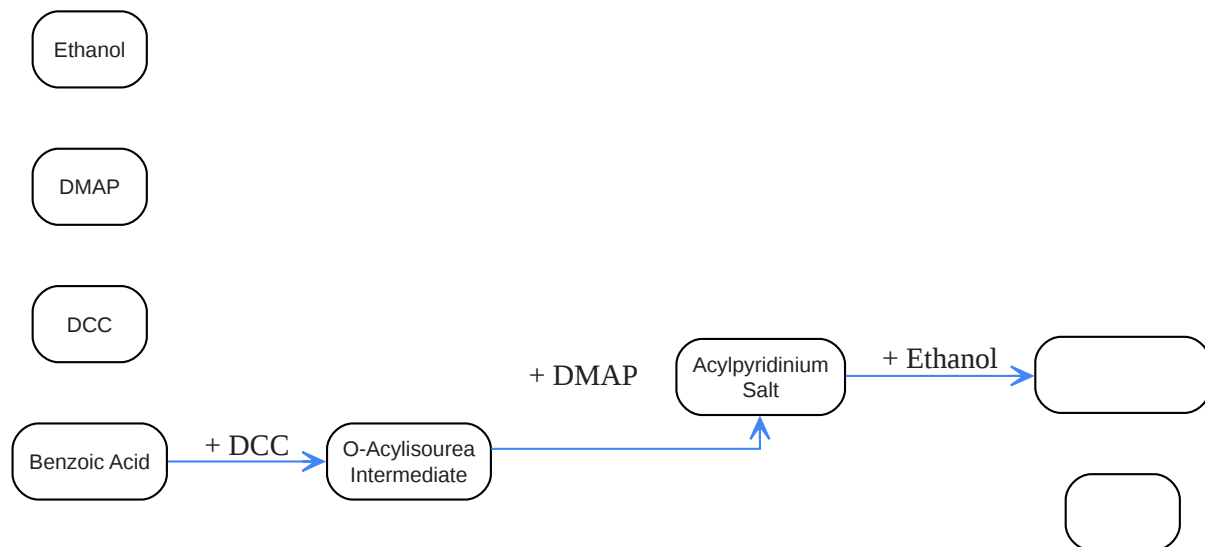 Ethanol
DMAP
DCC
Benzoic Acid
+ DCC
O-Acylisourea
Intermediate
+ DMAP
Acylpyridinium
Salt
+ Ethanol